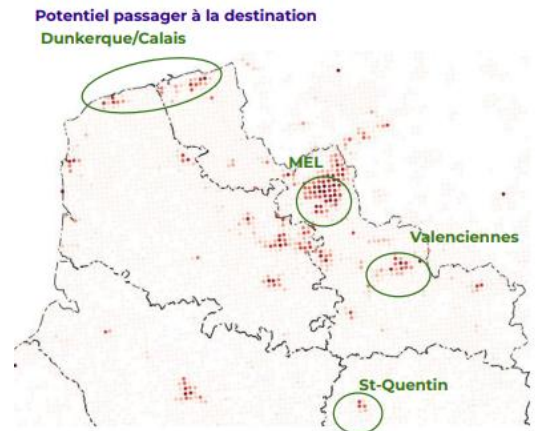 Potentiel passager à la destination
Dunkerque/Calais
MEL
Valenciennes
St-Quentin